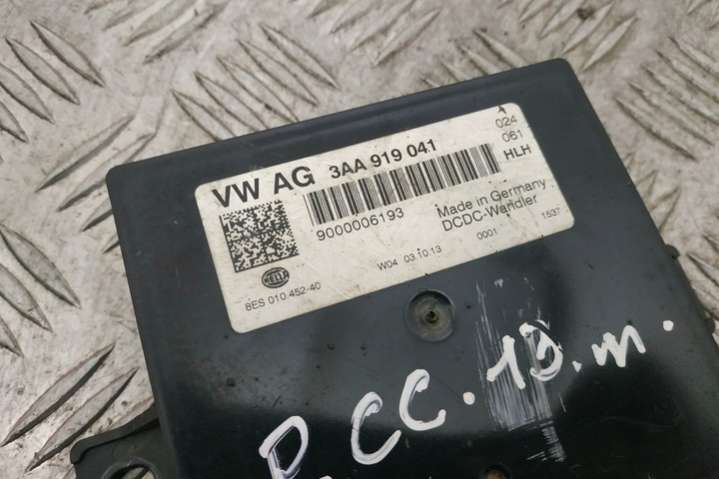 VW AG 3AA 919 041
024
061
HLH
9000006193
Made in Germany
DCDC-Wandler
HELLA
8ES 010.452-40
W04 03.10.13
0001
1537
P.CC.13.m.